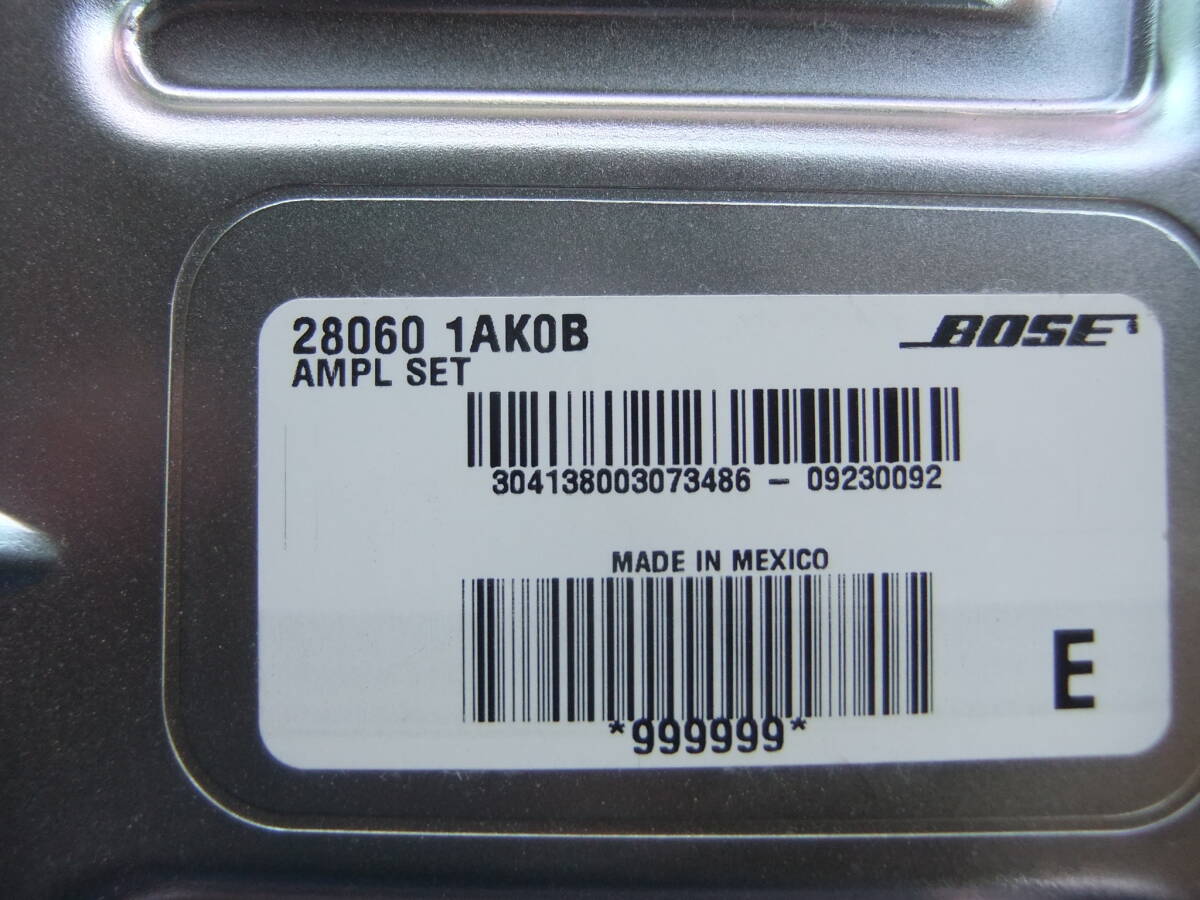 28060 1AK0B
BOSE
AMPL SET
304138003073486 - 09230092
MADE IN MEXICO
E
*999999*